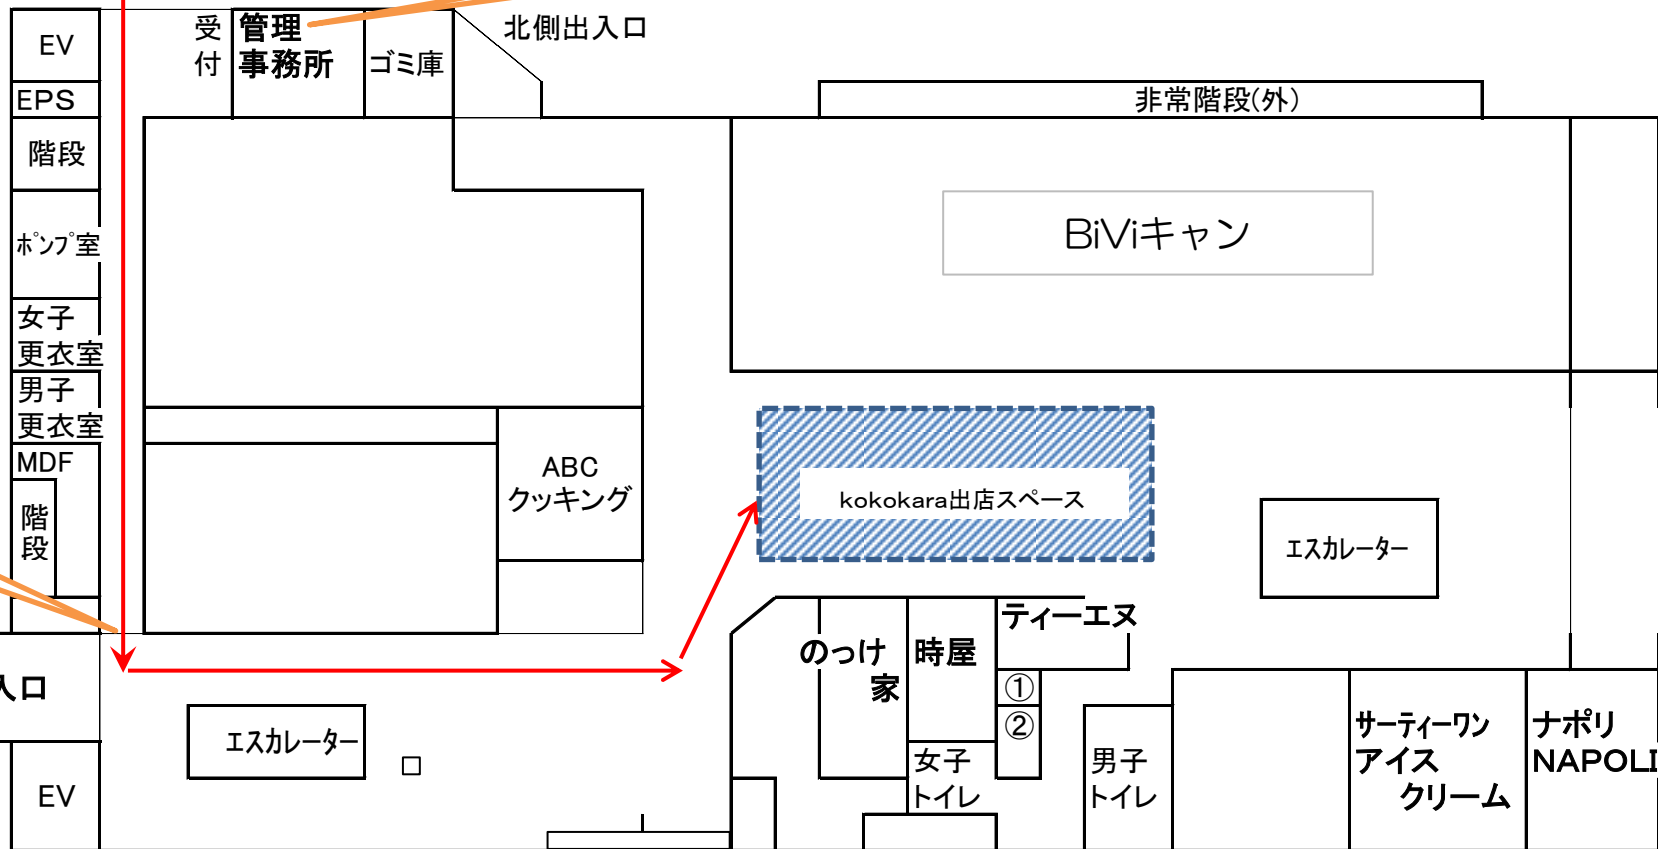 EV
受付
管理
事務所
ゴミ庫
北側出入口
EPS
非常階段(外)
階段
ポンプ室
BiViキャン
女子
更衣室
男子
更衣室
MDF
階段
ABC
クッキング
kokokara出店スペース
エスカレーター
ティーエヌ
のっけ
家
時屋
①
②
入口
エスカレーター
EV
女子
トイレ
男子
トイレ
サーティーワン
アイス
クリーム
ナポリ
NAPOLI